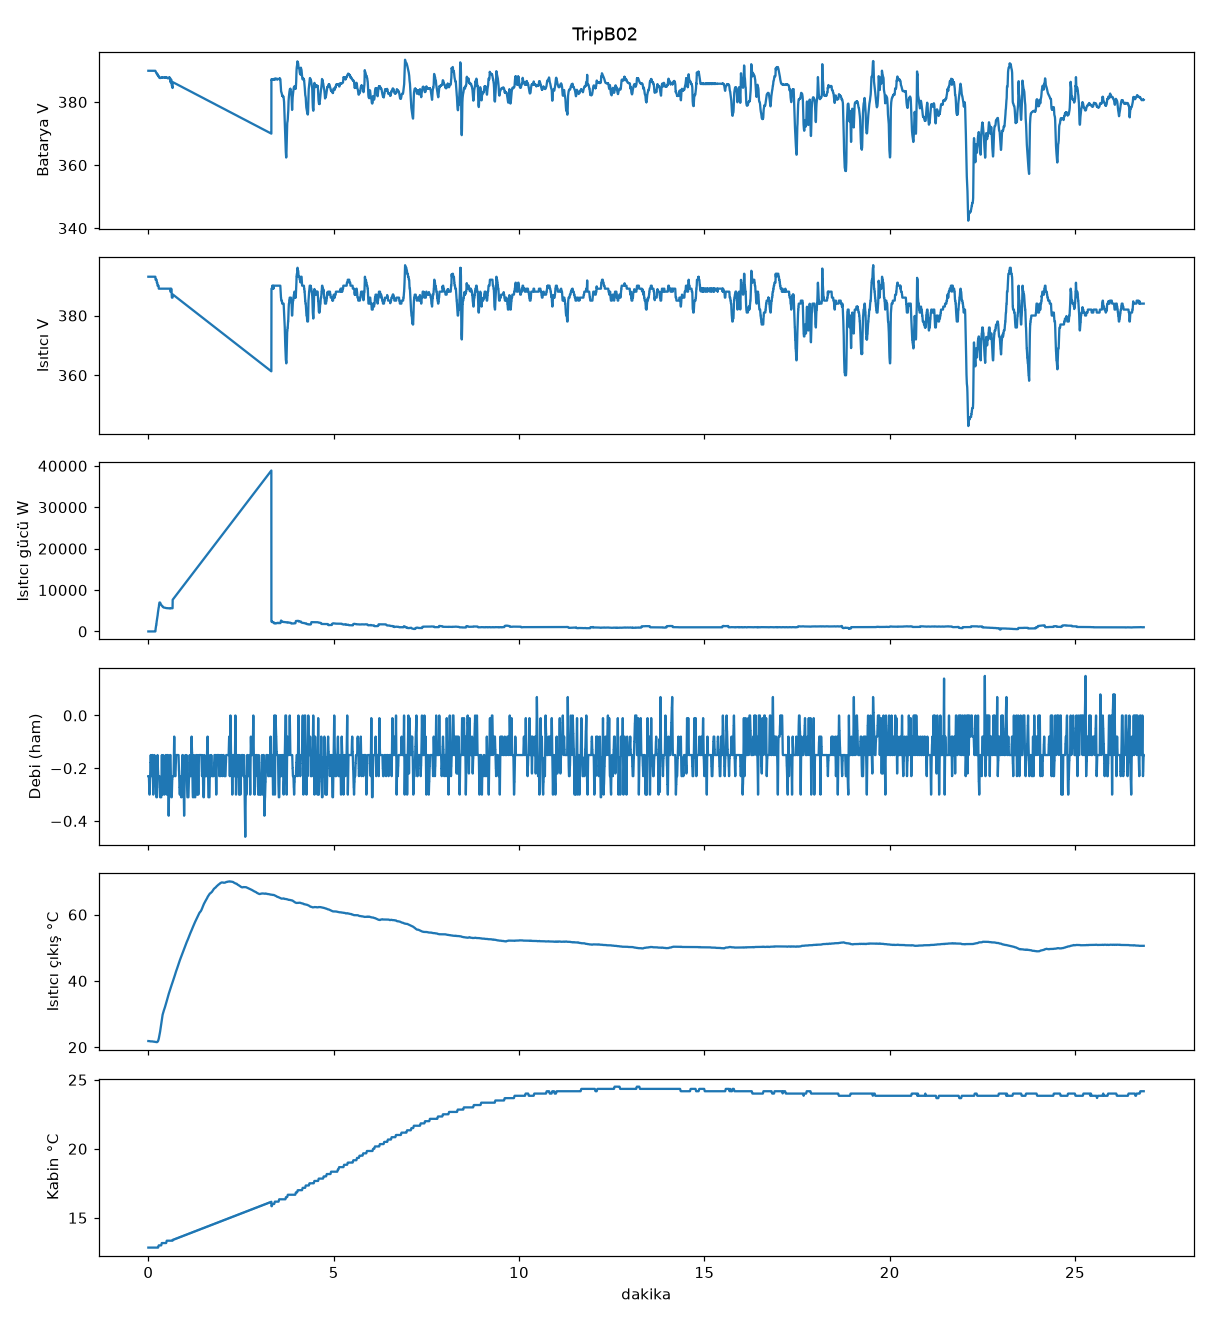 TripB02
Batarya V
380
360
340
Isıtıcı V
380
360
Isıtıcı gücü W
40000
30000
20000
10000
0
Debi (ham)
0.0
−0.2
−0.4
Isıtıcı çıkış °C
60
40
20
Kabin °C
25
20
15
0 5 10 15 20 25
dakika